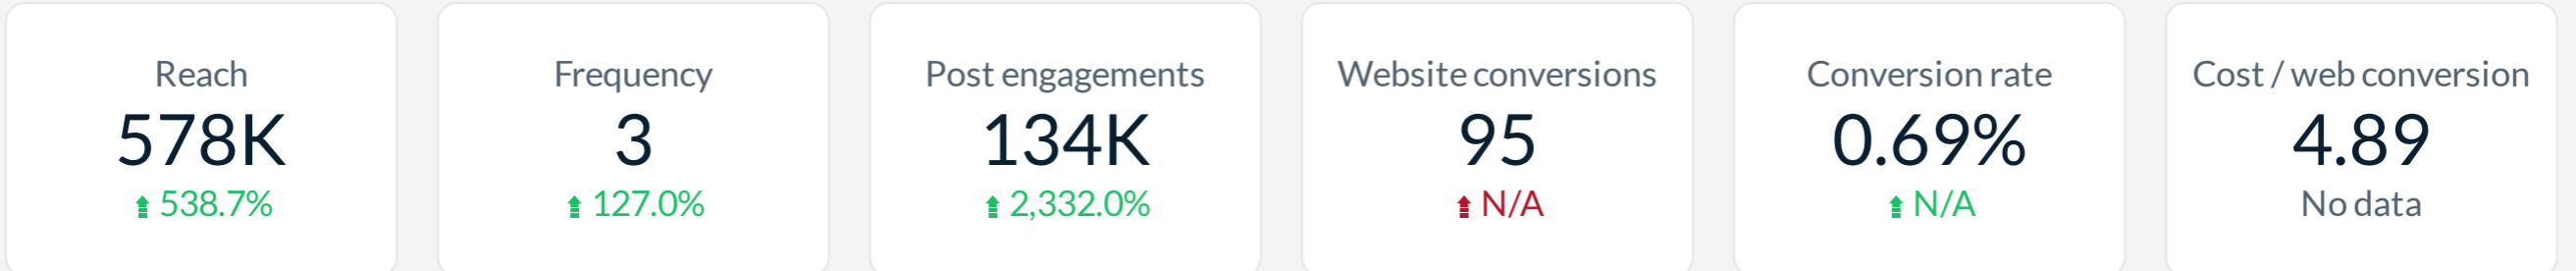 Reach
578K
538.7%
Frequency
3
127.0%
Post engagements
134K
2,332.0%
Website conversions
95
N/A
Conversion rate
0.69%
N/A
Cost / web conversion
4.89
No data